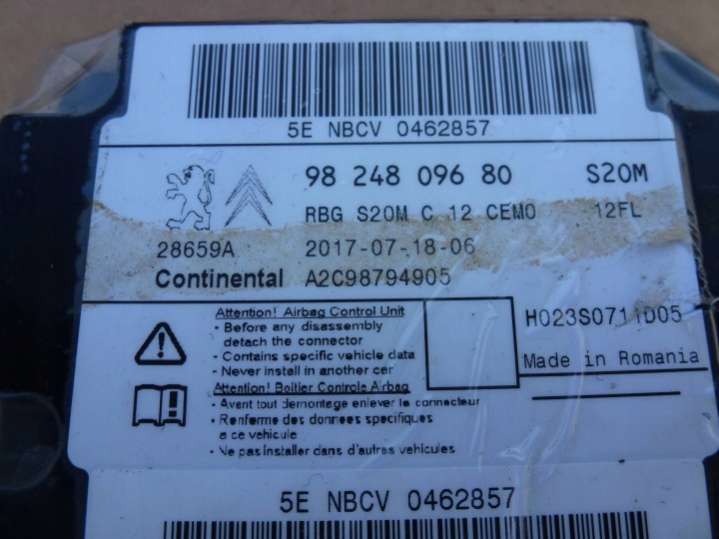 5E NBCV 0462857
98 248 096 80 S20M
RBG S20M C 12 CEM0 12FL
28659A 2017-07-18-06
Continental A2C98794905
Attention! Airbag Control Unit
• Before any disassembly
detach the connector
• Contains specific vehicle data
• Never install in another car
Attention! Boitier Controle Airbag
• Avent tout demontage enlever le connecteur
• Renferme des donnees specifiques
a ce vehicule
• Ne pas installer dans d'autres vehicules
H023S0711D05
Made in Romania
5E NBCV 0462857